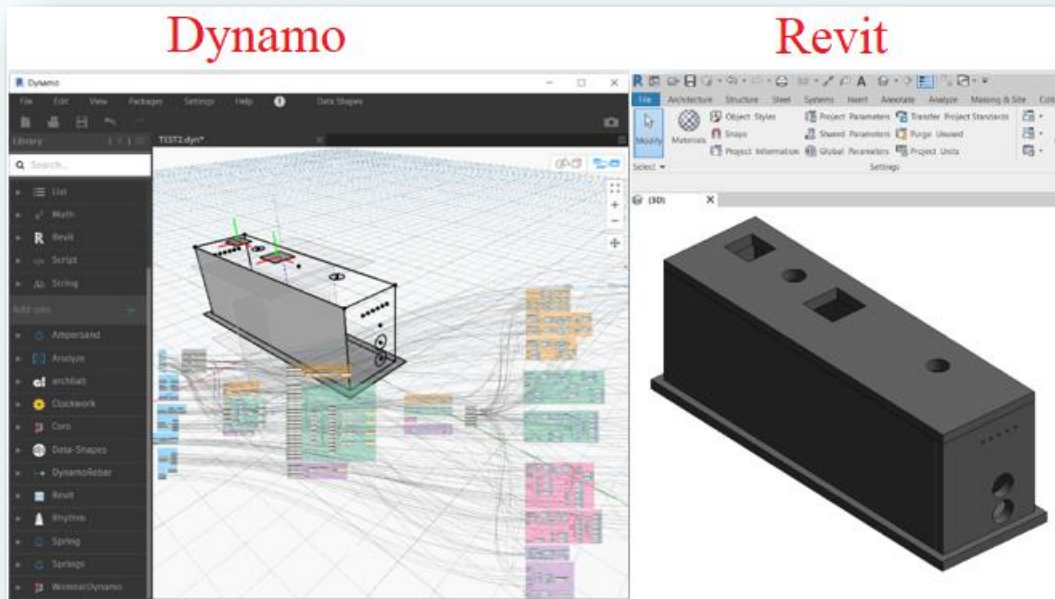 Dynamo
Revit
Dynamo
File Edit View Packages Settings Help Data Shapes
Library
TEST2.dyn*
Search...
List
Math
Revit
Script
String
Add-ons
Ampersand
Analyze
archilab
Clockwork
Data-Shapes
DynamoRebar
Revit
Rhythm
Spring
Springs
WombatDynamo
File Architecture Structure Steel Systems Insert Annotate Analyze Massing & Site
Modify
Materials
Object Styles
Snaps
Project Information
Project Parameters
Shared Parameters
Global Parameters
Transfer Project Standards
Purge Unused
Project Units
Select
Settings
{3D}